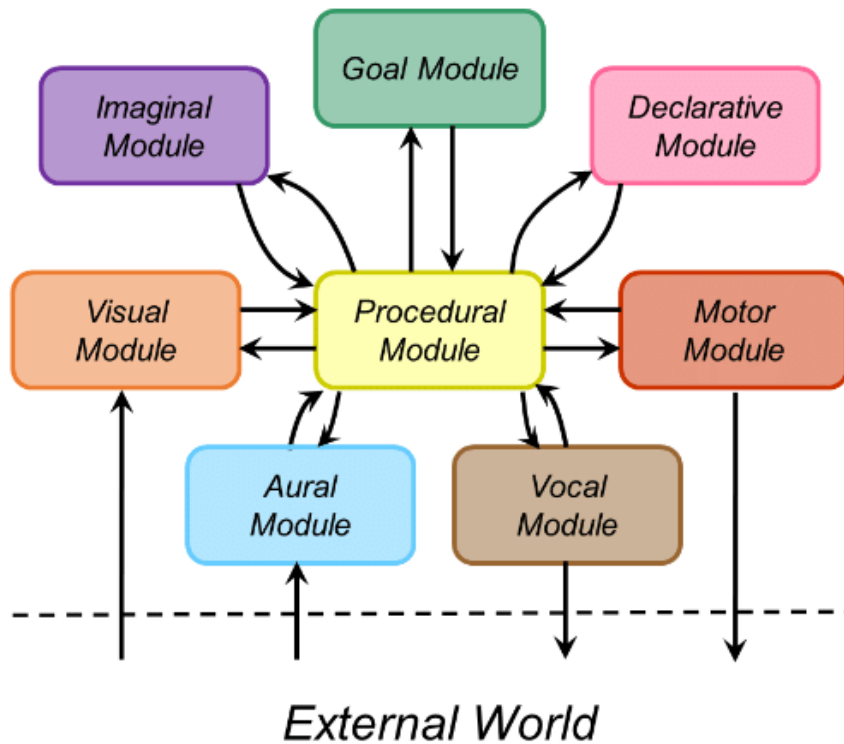 Goal Module
Imaginal
Module
Declarative
Module
Visual
Module
Procedural
Module
Motor
Module
Aural
Module
Vocal
Module
External World